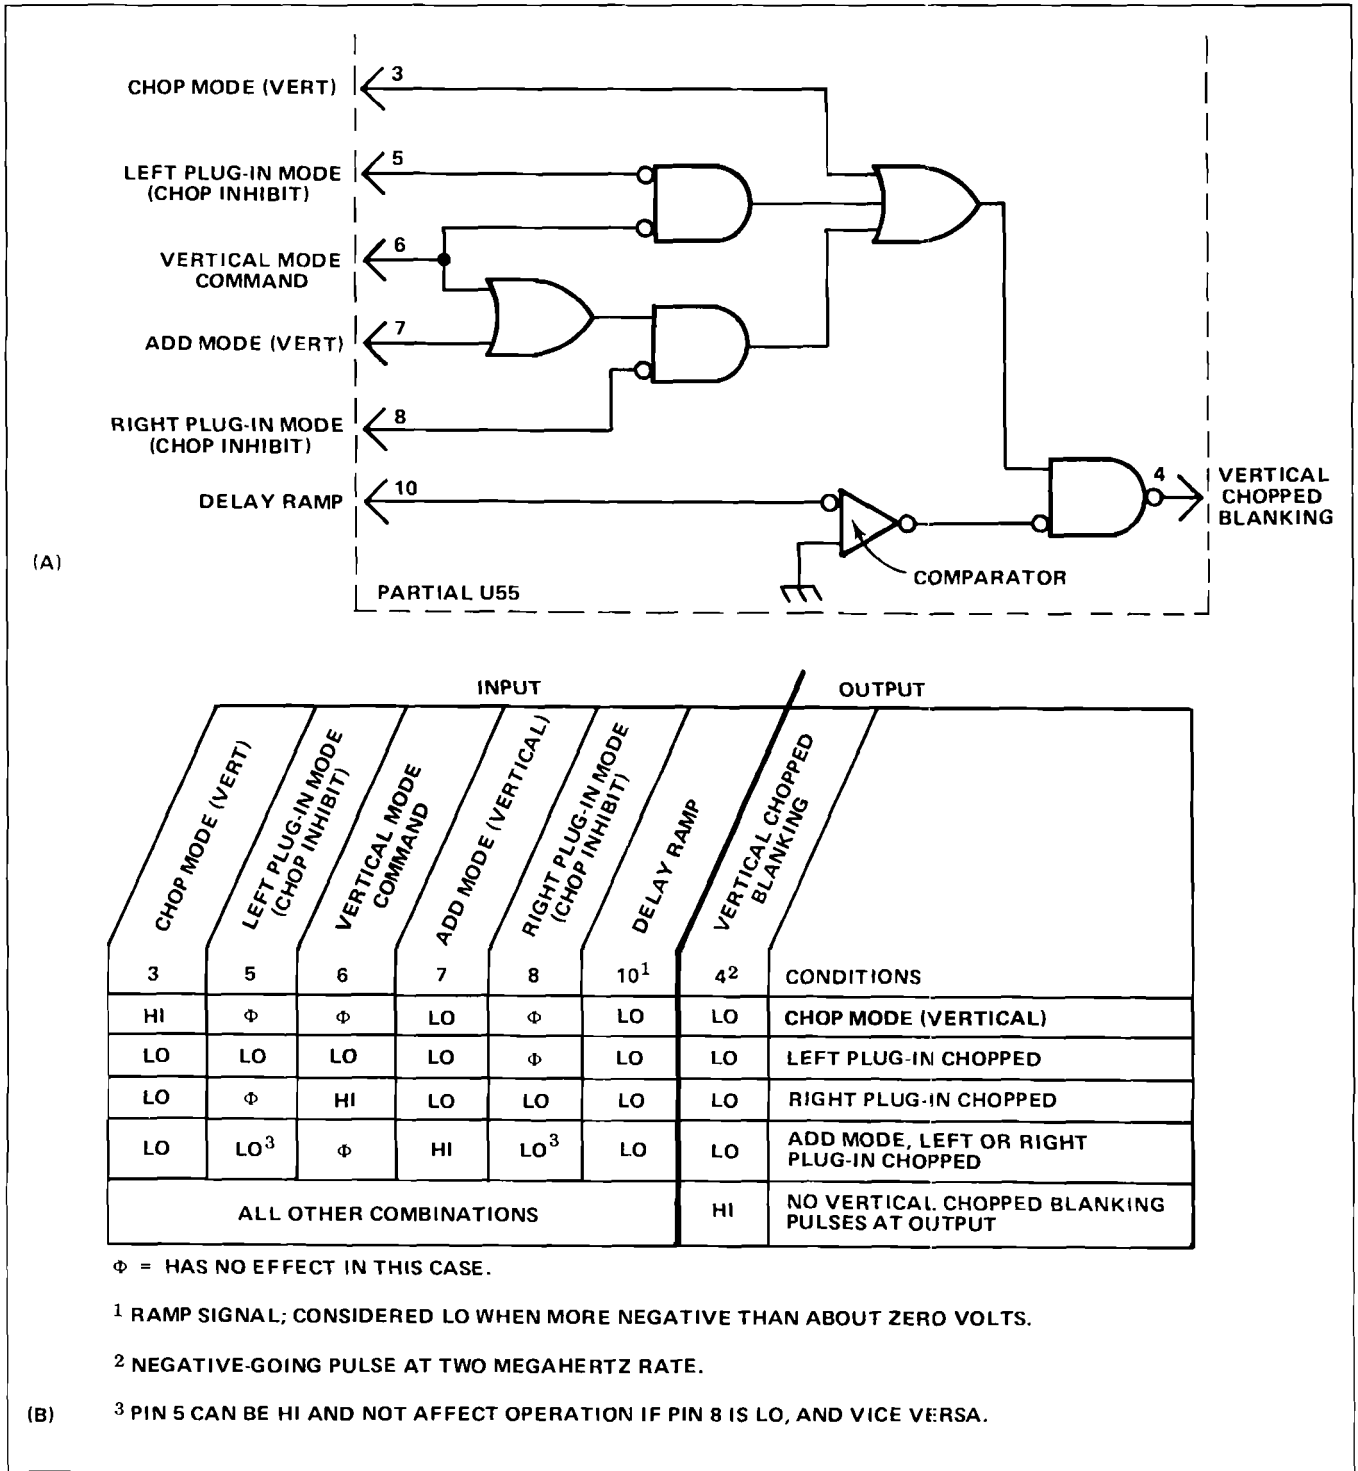 CHOP MODE (VERT)
3
LEFT PLUG-IN MODE
(CHOP INHIBIT)
5
VERTICAL MODE
COMMAND
6
ADD MODE (VERT)
7
RIGHT PLUG-IN MODE
(CHOP INHIBIT)
8
DELAY RAMP
10
4
VERTICAL
CHOPPED
BLANKING
COMPARATOR
(A)
PARTIAL U55
INPUT
OUTPUT
CHOP MODE (VERT)
LEFT PLUG-IN MODE
(CHOP INHIBIT)
VERTICAL MODE
COMMAND
ADD MODE (VERTICAL)
RIGHT PLUG-IN MODE
(CHOP INHIBIT)
DELAY RAMP
VERTICAL CHOPPED
BLANKING
3 5 6 7 8 10¹ 4² CONDITIONS
HI Φ Φ LO Φ LO LO CHOP MODE (VERTICAL)
LO LO LO LO Φ LO LO LEFT PLUG-IN CHOPPED
LO Φ HI LO LO LO LO RIGHT PLUG-IN CHOPPED
LO LO³ Φ HI LO³ LO LO ADD MODE, LEFT OR RIGHT
PLUG-IN CHOPPED
ALL OTHER COMBINATIONS HI NO VERTICAL CHOPPED BLANKING
PULSES AT OUTPUT
Φ = HAS NO EFFECT IN THIS CASE.
¹ RAMP SIGNAL; CONSIDERED LO WHEN MORE NEGATIVE THAN ABOUT ZERO VOLTS.
² NEGATIVE-GOING PULSE AT TWO MEGAHERTZ RATE.
(B) ³ PIN 5 CAN BE HI AND NOT AFFECT OPERATION IF PIN 8 IS LO, AND VICE VERSA.